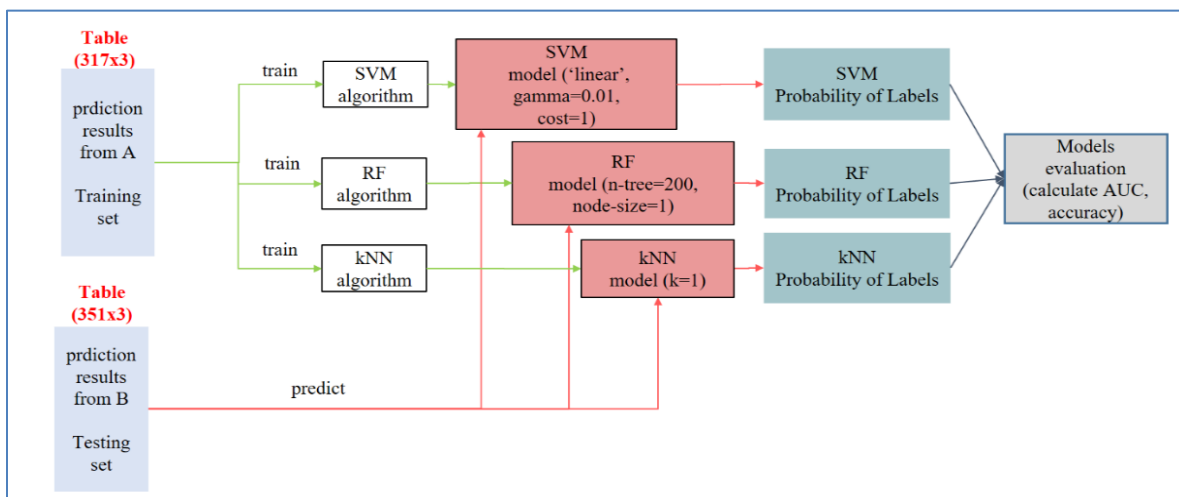 Table
(317x3)
prdiction
results
from A
Training
set
train
SVM
algorithm
SVM
model (‘linear’,
gamma=0.01,
cost=1)
SVM
Probability of Labels
train
RF
algorithm
RF
model (n-tree=200,
node-size=1)
RF
Probability of Labels
train
kNN
algorithm
kNN
model (k=1)
kNN
Probability of Labels
Models
evaluation
(calculate AUC,
accuracy)
Table
(351x3)
prdiction
results
from B
Testing
set
predict